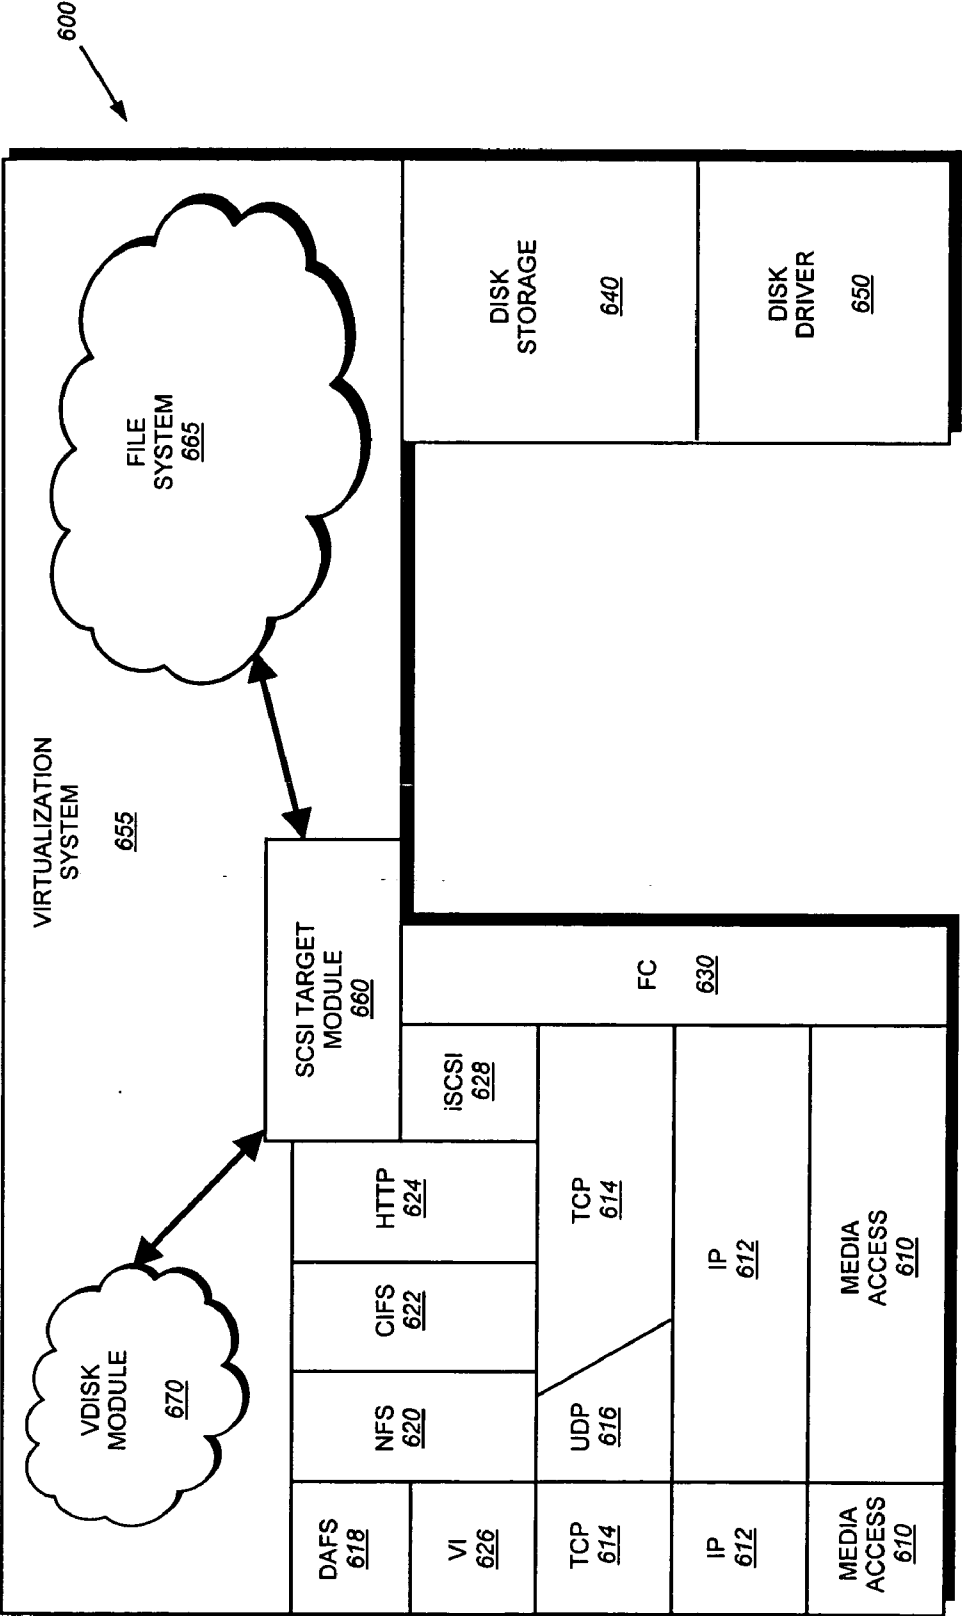 600
VIRTUALIZATION
SYSTEM
655
VDISK
MODULE
670
FILE
SYSTEM
665
SCSI TARGET
MODULE
660
DAFS
618
VI
626
NFS
620
CIFS
622
HTTP
624
iSCSI
628
FC
630
DISK
STORAGE
640
TCP
614
UDP
616
TCP
614
IP
612
IP
612
DISK
DRIVER
650
MEDIA
ACCESS
610
MEDIA
ACCESS
610